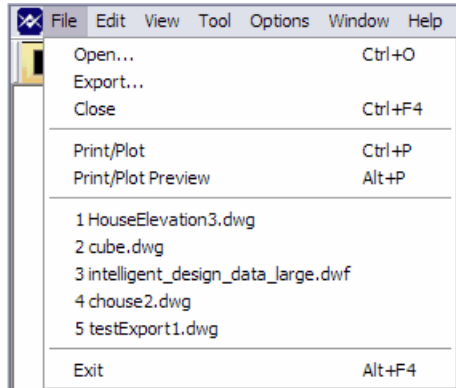 File Edit View Tool Options Window Help
Open... Ctrl+O
Export...
Close Ctrl+F4
Print/Plot Ctrl+P
Print/Plot Preview Alt+P
1 HouseElevation3.dwg
2 cube.dwg
3 intelligent_design_data_large.dwf
4 chouse2.dwg
5 testExport1.dwg
Exit Alt+F4